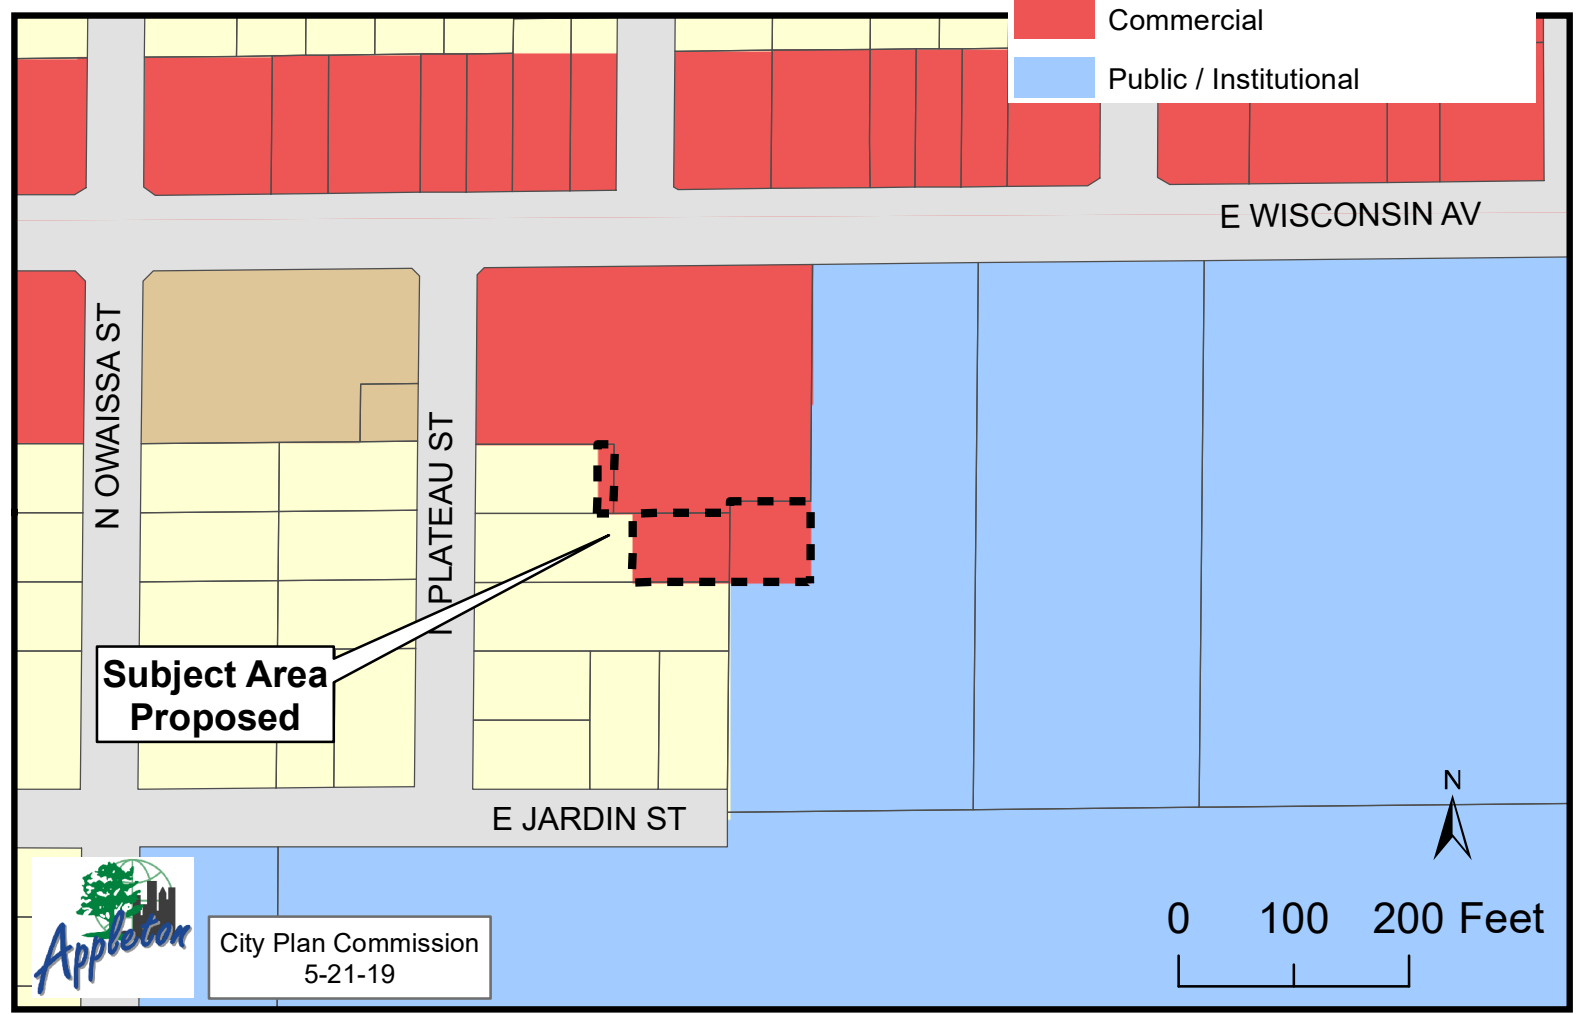 Commercial
Public / Institutional
E WISCONSIN AV
N OWAISSA ST
PLATEAU ST
Subject Area
Proposed
E JARDIN ST
N
Appleton
City Plan Commission
5-21-19
0 100 200 Feet